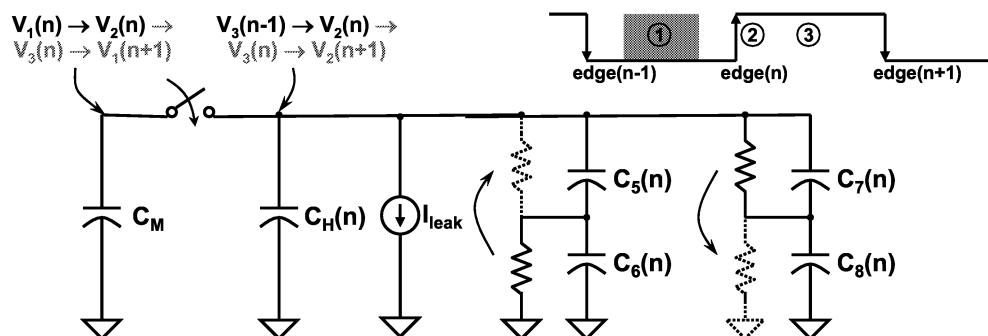 V₁(n) → V₂(n) →
V₃(n) → V₁(n+1)
V₃(n-1) → V₂(n) →
V₃(n) → V₂(n+1)
① ② ③
edge(n-1) edge(n) edge(n+1)
C_M
C_H(n)
I_leak
C₅(n)
C₆(n)
C₇(n)
C₈(n)